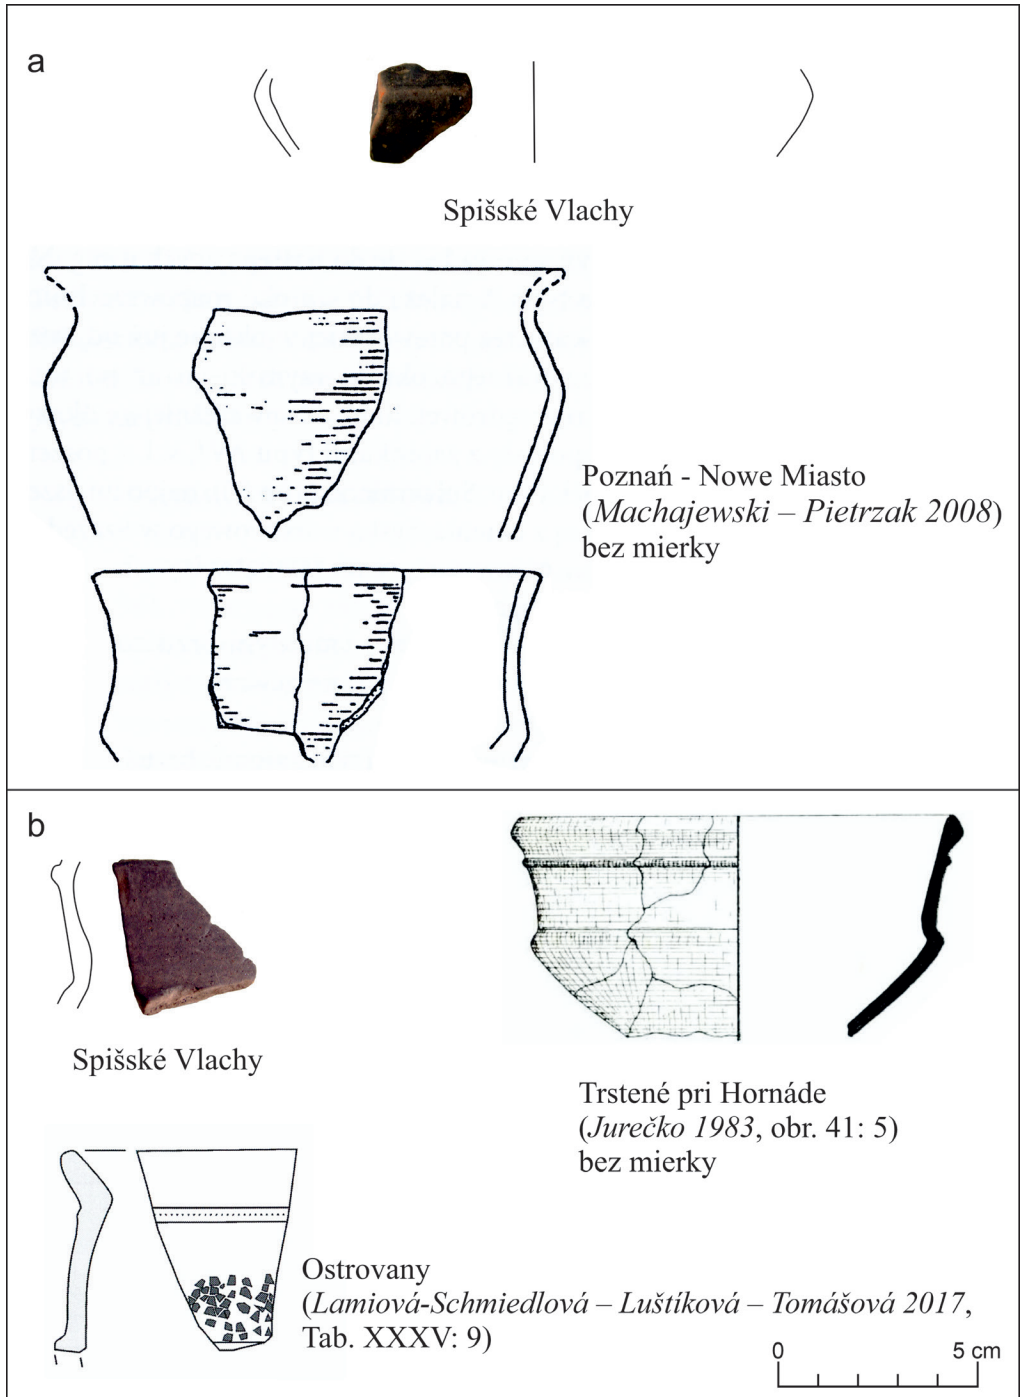 a
Spišské Vlachy
Poznań - Nowe Miasto
(Machajewski – Pietrzak 2008)
bez mierky
b
Spišské Vlachy
Trstené pri Hornáde
(Jurečko 1983, obr. 41: 5)
bez mierky
Ostrovany
(Lamiová-Schmiedlová – Luštíková – Tomášová 2017,
Tab. XXXV: 9)
0 5 cm